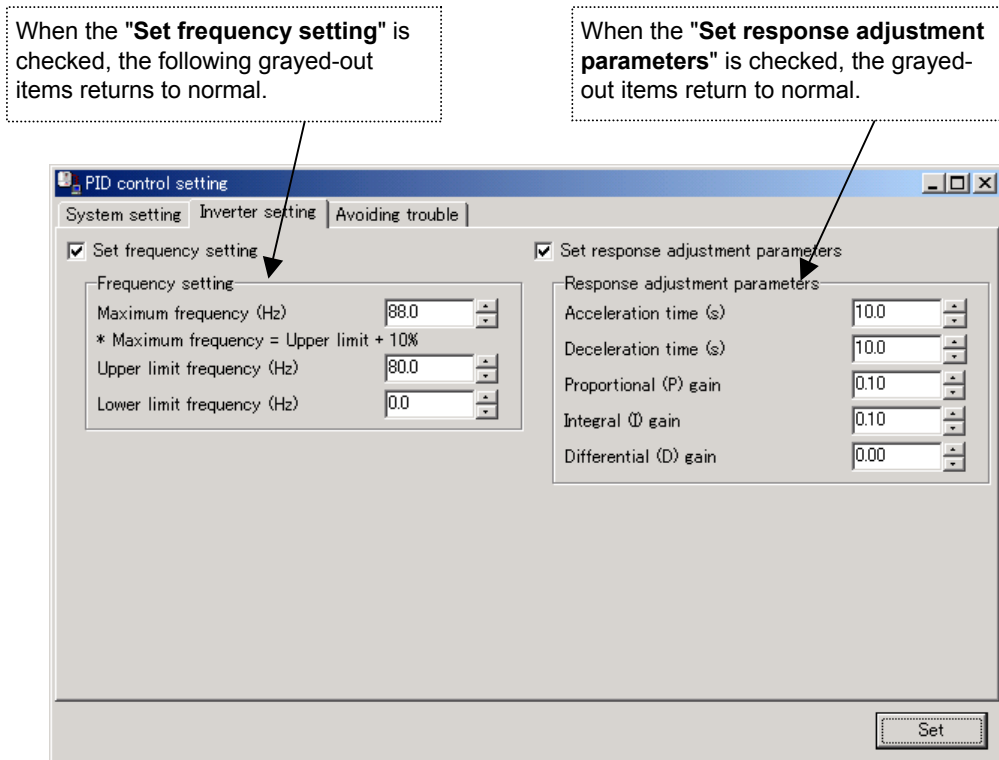 When the "Set frequency setting" is
checked, the following grayed-out
items returns to normal.
When the "Set response adjustment
parameters" is checked, the grayed-
out items return to normal.
PID control setting
System setting Inverter setting Avoiding trouble
Set frequency setting
Frequency setting
Maximum frequency (Hz) 88.0
* Maximum frequency = Upper limit + 10%
Upper limit frequency (Hz) 80.0
Lower limit frequency (Hz) 0.0
Set response adjustment parameters
Response adjustment parameters
Acceleration time (s) 10.0
Deceleration time (s) 10.0
Proportional (P) gain 0.10
Integral (I) gain 0.10
Differential (D) gain 0.00
Set